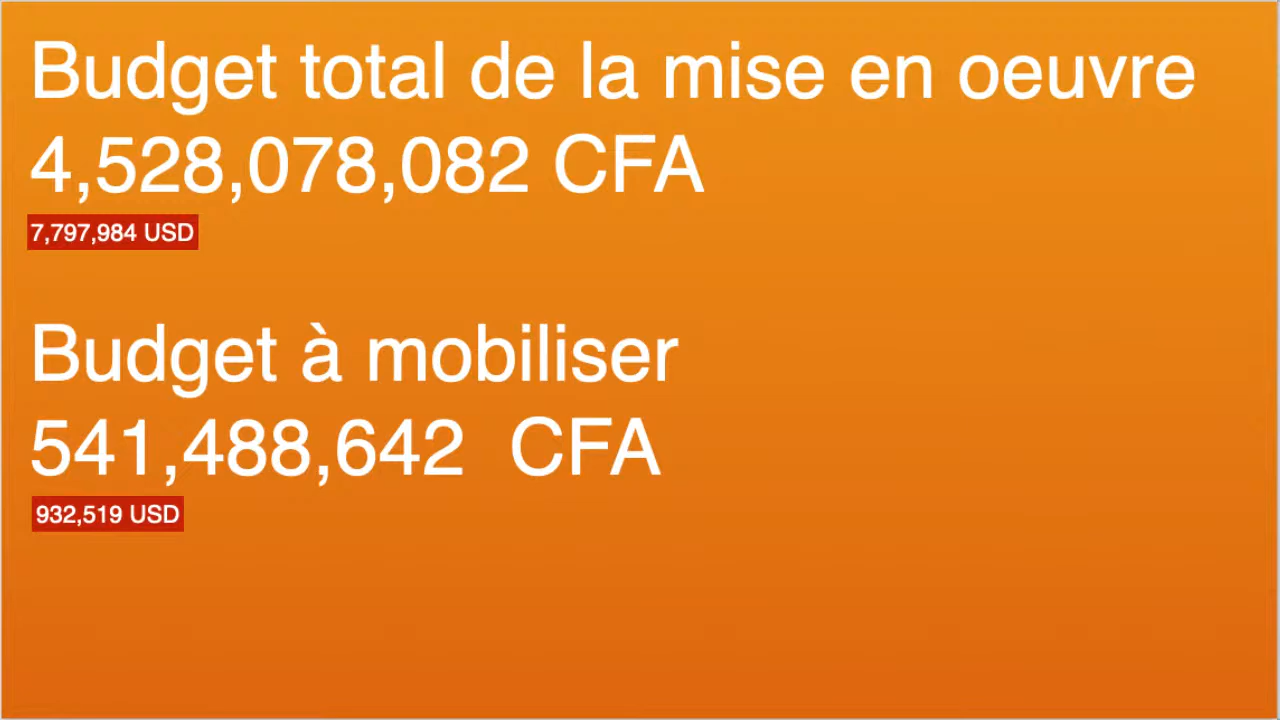 Budget total de la mise en oeuvre
4,528,078,082 CFA
7,797,984 USD
Budget à mobiliser
541,488,642 CFA
932,519 USD